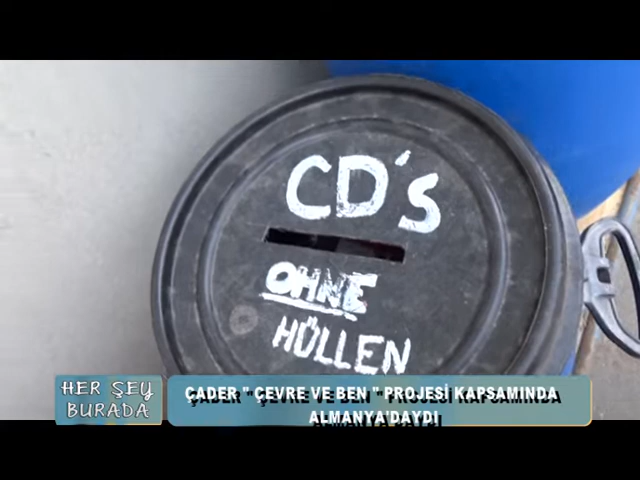 CD'S
OHNE
HÜLLEN
HER ŞEY
BURADA
ÇADER " ÇEVRE VE BEN " PROJESİ KAPSAMINDA
ALMANYA'DAYDI